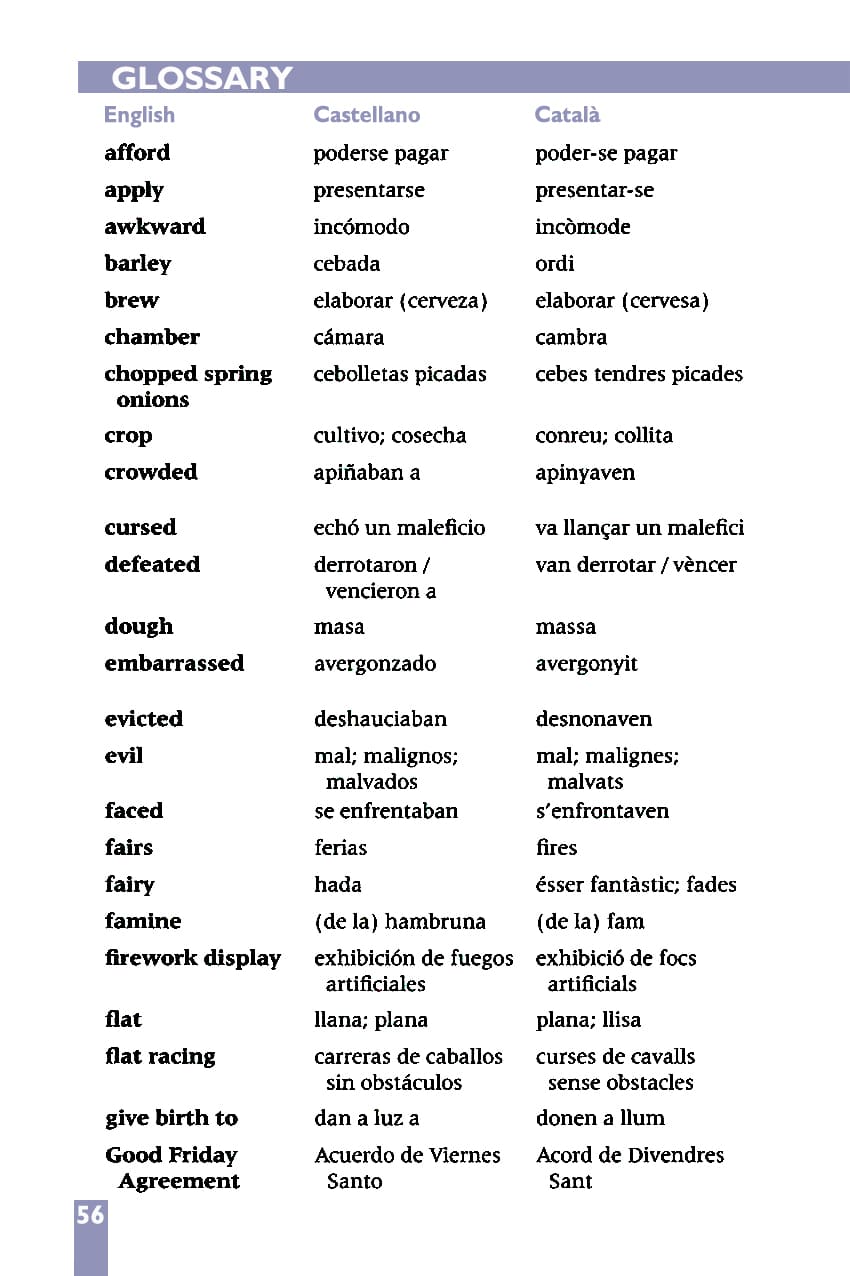 GLOSSARY
English Castellano Català
afford poderse pagar poder-se pagar
apply presentarse presentar-se
awkward incómodo incòmode
barley cebada ordi
brew elaborar (cerveza) elaborar (cervesa)
chamber cámara cambra
chopped spring cebolletas picadas cebes tendres picades
onions
crop cultivo; cosecha conreu; collita
crowded apiñaban a apinyaven
cursed echó un maleficio va llançar un malefici
defeated derrotaron / van derrotar / vèncer
vencieron a
dough masa massa
embarrassed avergonzado avergonyit
evicted deshauciaban desnonaven
evil mal; malignos; mal; malignes;
malvados malvats
faced se enfrentaban s'enfrontaven
fairs ferias fires
fairy hada ésser fantàstic; fades
famine (de la) hambruna (de la) fam
firework display exhibición de fuegos exhibició de focs
artificiales artificials
flat llana; plana plana; llisa
flat racing carreras de caballos curses de cavalls
sin obstáculos sense obstacles
give birth to dan a luz a donen a llum
Good Friday Acuerdo de Viernes Acord de Divendres
Agreement Santo Sant
56